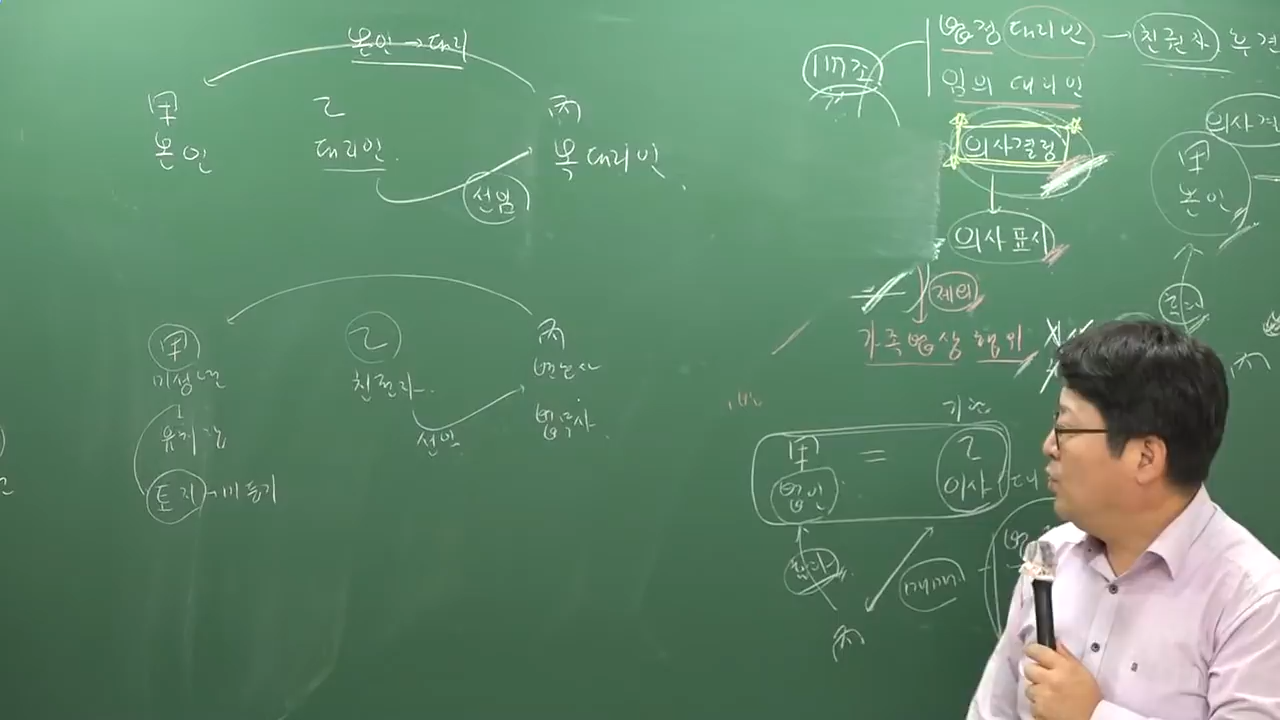 본인→대리
甲 乙 丙
본인 대리인 복대리인
선임
甲 乙 丙
미성년 친권자 변호사
유치권 법무사
선임
토지→미등기
117조
법정 대리인 → 친권자 후견
임의 대리인
의사결정
의사표시
제외
가족법상 행위
의사결
甲
본인
甲 = 乙
법인 이사
매매
丙